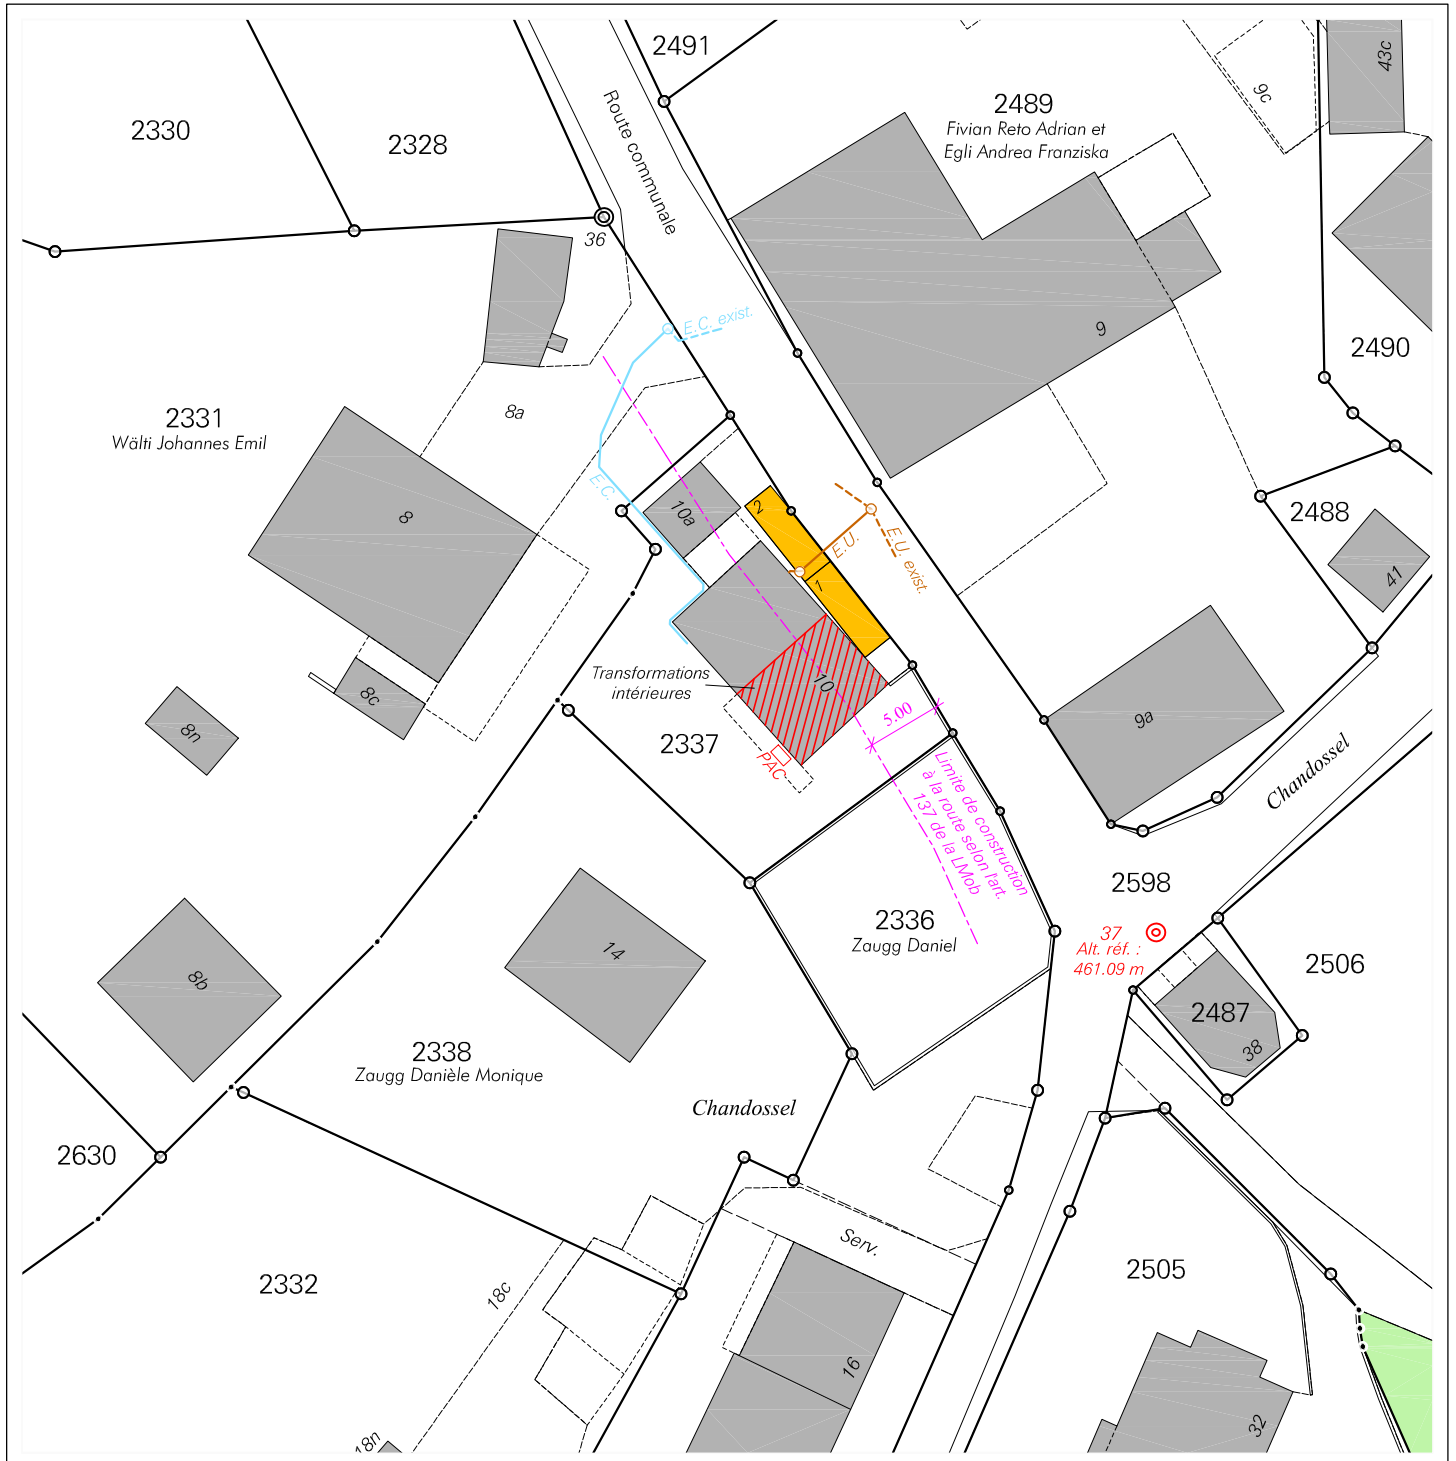 2491
43c
9c
2489
Fivian Reto Adrian et
Egli Andrea Franziska
2330
2328
Route communale
36
E.C. exist.
9
2490
2331
Wälti Johannes Emil
8a
8
E.C.
10a
2
1
E.U.
E.U. exist.
2488
41
Transformations
intérieures
10
8c
8n
2337
PAC
5.00
9a
Chandossel
Limite de construction
à la route selon l'art.
137 de la LMob
2598
2336
Zaugg Daniel
37
Alt. réf. :
461.09 m
2506
2487
38
14
8b
2338
Zaugg Danièle Monique
Chandossel
2630
Serv.
2332
18c
2505
16
32
18n